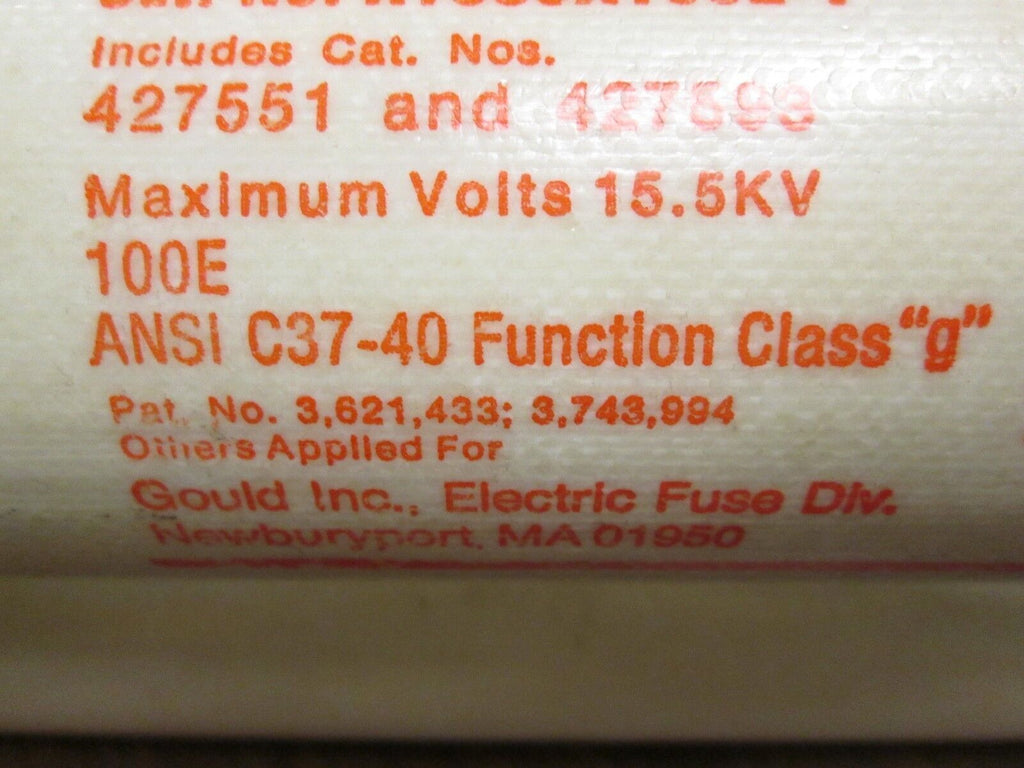 Includes Cat. Nos.
427551 and 427593
Maximum Volts 15.5KV
100E
ANSI C37-40 Function Class "g"
Pat. No. 3,621,433; 3,743,994
Others Applied For
Gould Inc., Electric Fuse Div.
Newburyport, MA 01950